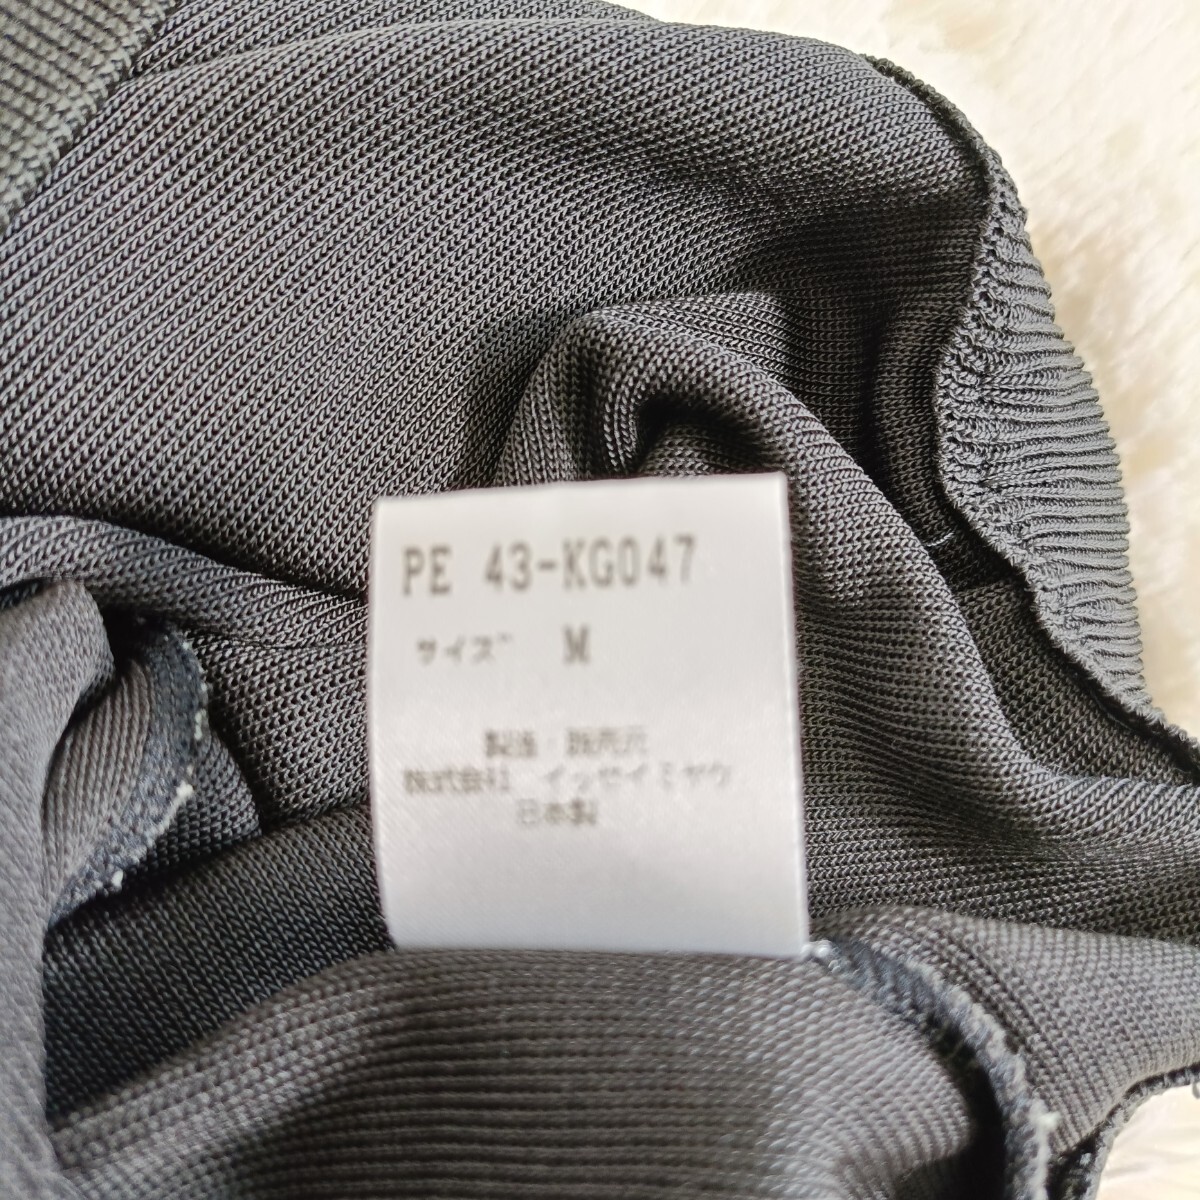 PE 43-KG047
サイズ M
製造・販売元
株式会社 イッセイミヤケ
日本製